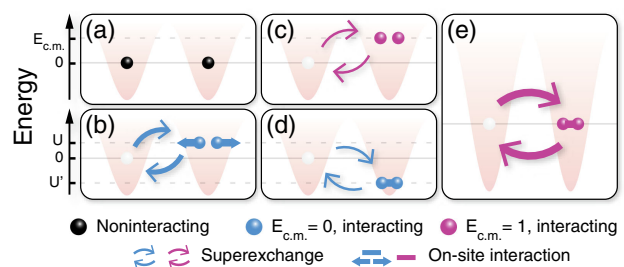 (a)
(c)
(e)
E_c.m.
0
Energy
(b)
(d)
U
0
U'
Noninteracting
E_c.m. = 0, interacting
E_c.m. = 1, interacting
Superexchange
On-site interaction